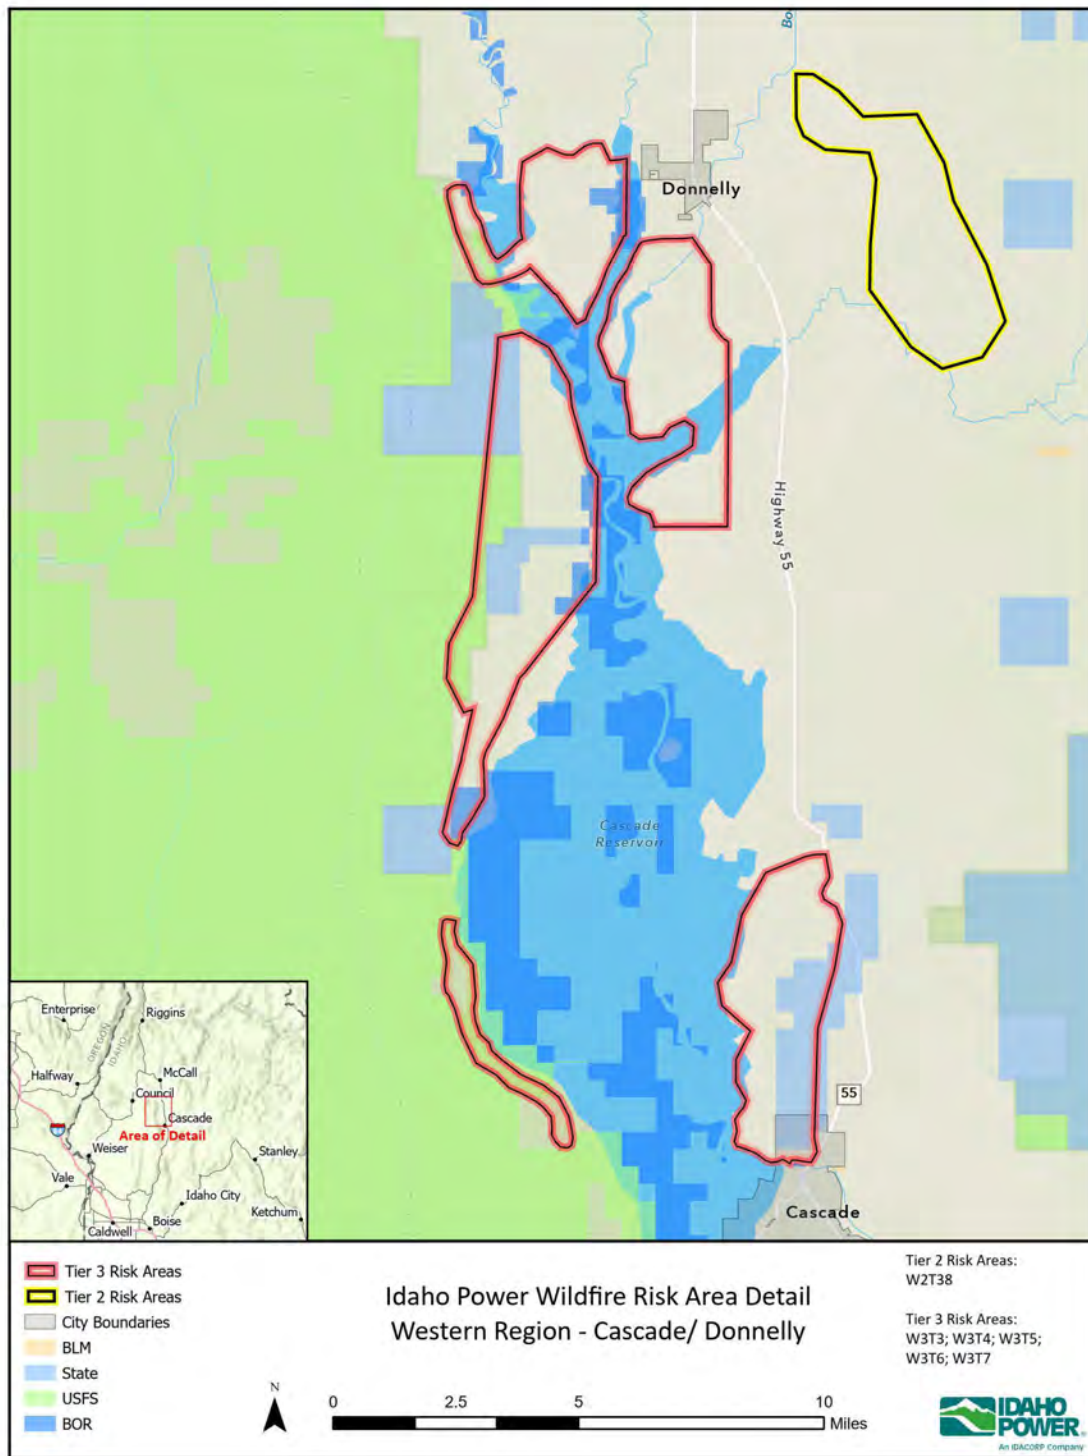 Bo
Donnelly
Highway 55
Cascade
Reservoir
55
Cascade
Enterprise
Riggins
OREGON
IDAHO
McCall
Halfway
Council
Cascade
Area of Detail
Weiser
Stanley
Vale
Idaho City
Ketchum
Boise
Caldwell
Tier 3 Risk Areas
Tier 2 Risk Areas
City Boundaries
BLM
State
USFS
BOR
Idaho Power Wildfire Risk Area Detail
Western Region - Cascade/ Donnelly
N
0 2.5 5 10
Miles
Tier 2 Risk Areas:
W2T38
Tier 3 Risk Areas:
W3T3; W3T4; W3T5;
W3T6; W3T7
IDAHO
POWER
An IDACORP Company